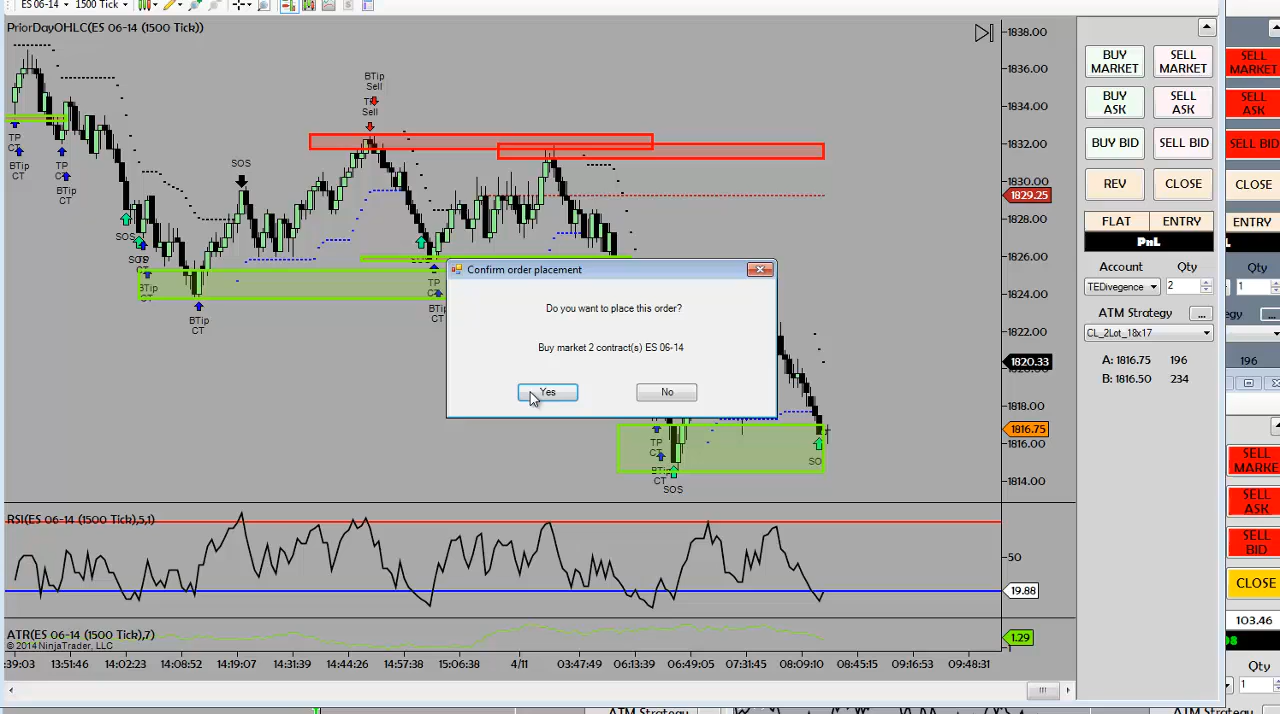 ES 06-14
1500 Tick
PriorDayOHLC(ES 06-14 (1500 Tick))
1838.00
1836.00
1834.00
1832.00
1830.00
1829.25
1828.00
1826.00
1824.00
1822.00
1820.33
1818.00
1816.75
1816.00
1814.00
BTip
Sell
Sell
SOS
TP
CT
BTip
CT
TP
CT
BTip
CT
SOS
BTip
CT
BTip
CT
TP
CT
BTip
CT
TP
CT
CT
SOS
SO
Confirm order placement
Do you want to place this order?
Buy market 2 contract(s) ES 06-14
Yes
No
RSI(ES 06-14 (1500 Tick),5,1)
50
19.88
ATR(ES 06-14 (1500 Tick),7)
1.29
© 2014 NinjaTrader, LLC
:39:03 13:51:46 14:02:23 14:08:52 14:19:07 14:31:39 14:44:26 14:57:38 15:06:38 4/11 03:47:49 06:13:39 06:49:05 07:31:45 08:09:10 08:45:15 09:16:53 09:48:31
BUY MARKET
SELL MARKET
BUY ASK
SELL ASK
BUY BID
SELL BID
REV
CLOSE
FLAT
ENTRY
PnL
Account
Qty
TEDivegence
2
ATM Strategy
...
CL_2Lot_18x17
A: 1816.75 196
B: 1816.50 234
SELL MARKET
SELL ASK
SELL BID
CLOSE
ENTRY
Qty
1
196
SELL MARKE
SELL ASK
SELL BID
CLOSE
103.46
Qty
1
ATM Strategy
ATM Strategy